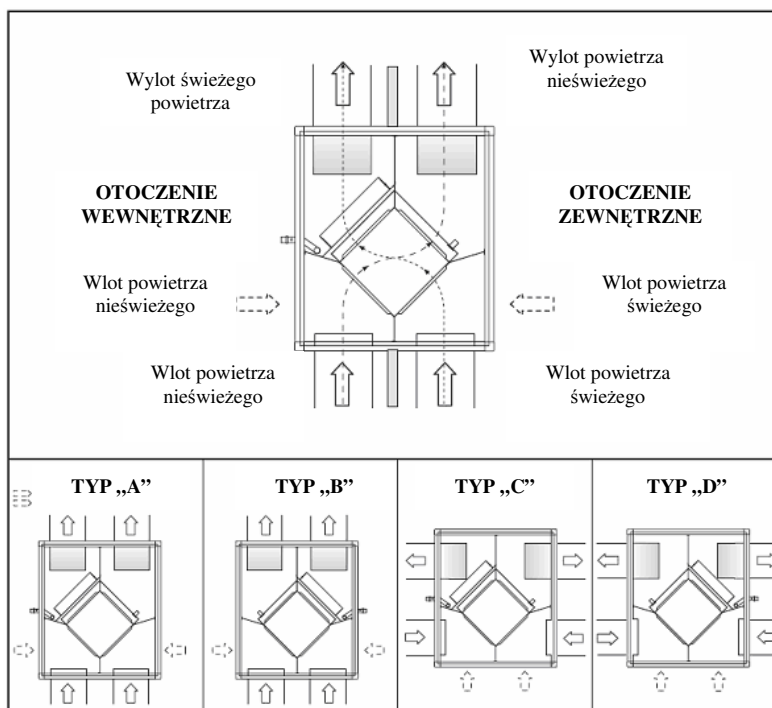 Wylot świeżego
powietrza
Wylot powietrza
nieświeżego
OTOCZENIE
WEWNĘTRZNE
OTOCZENIE
ZEWNĘTRZNE
Wlot powietrza
nieświeżego
Wlot powietrza
świeżego
Wlot powietrza
nieświeżego
Wlot powietrza
świeżego
TYP „A”
TYP „B”
TYP „C”
TYP „D”